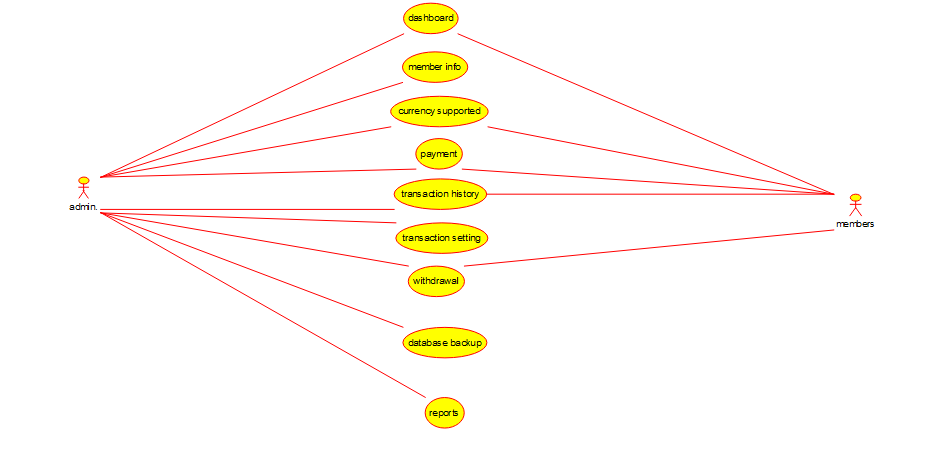 dashboard
member info
currency supported
payment
transaction history
admin.
members
transaction setting
withdrawal
database backup
reports